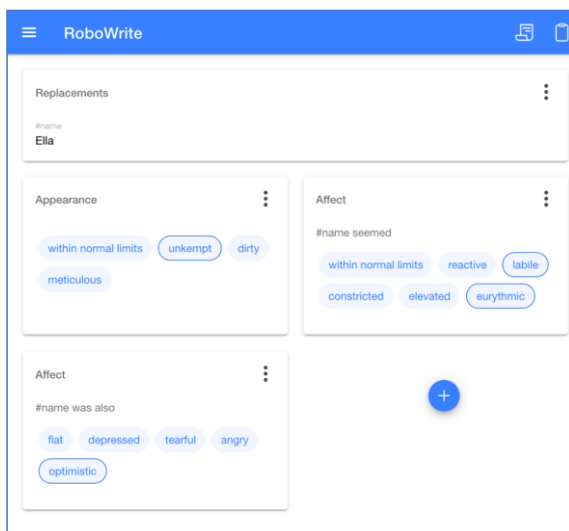 RoboWrite
Replacements
#name
Ella
Appearance
within normal limits unkempt dirty
meticulous
Affect
#name seemed
within normal limits reactive labile
constricted elevated eurythmic
Affect
#name was also
flat depressed tearful angry
optimistic